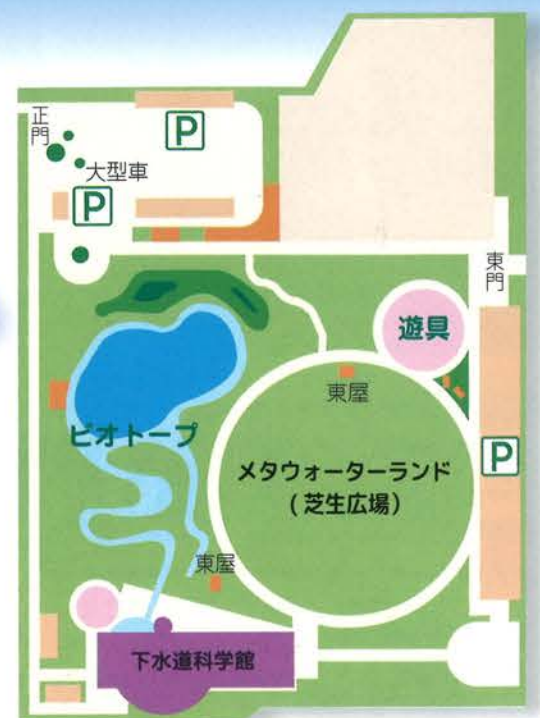 正門
P
大型車
P
東門
遊具
東屋
ビオトープ
メタウォーターランド
(芝生広場)
P
東屋
下水道科学館